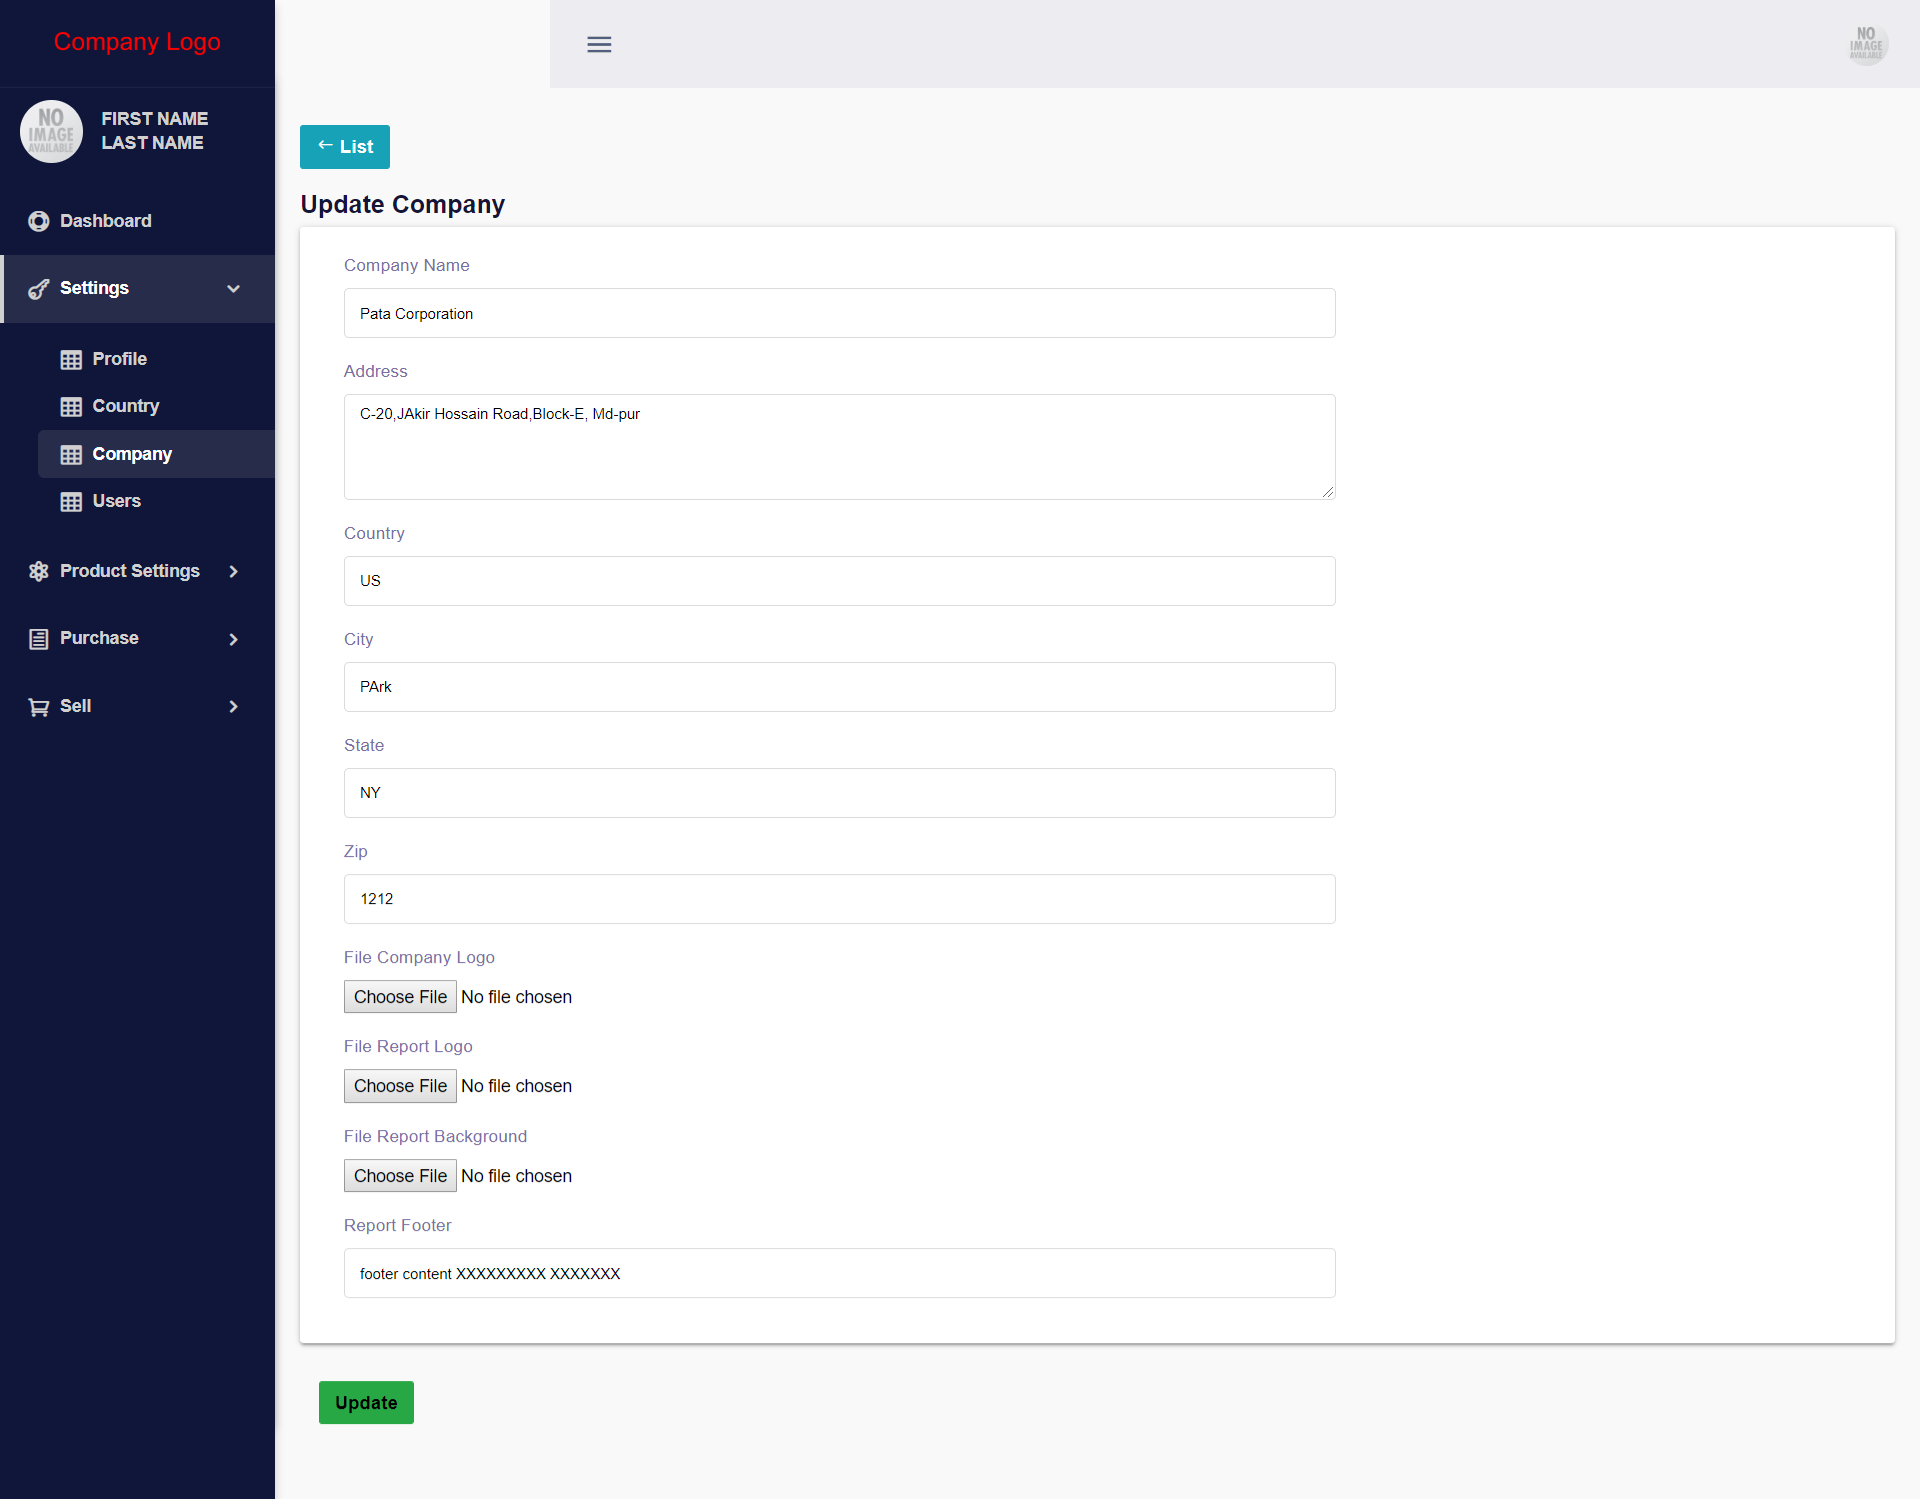 Company Logo
NO
IMAGE
AVAILABLE
FIRST NAME
LAST NAME
Dashboard
Settings
Profile
Country
Company
Users
Product Settings
Purchase
Sell
NO
IMAGE
AVAILABLE
← List
Update Company
Company Name
Pata Corporation
Address
C-20,JAkir Hossain Road,Block-E, Md-pur
Country
US
City
PArk
State
NY
Zip
1212
File Company Logo
Choose File No file chosen
File Report Logo
Choose File No file chosen
File Report Background
Choose File No file chosen
Report Footer
footer content XXXXXXXXX XXXXXXX
Update